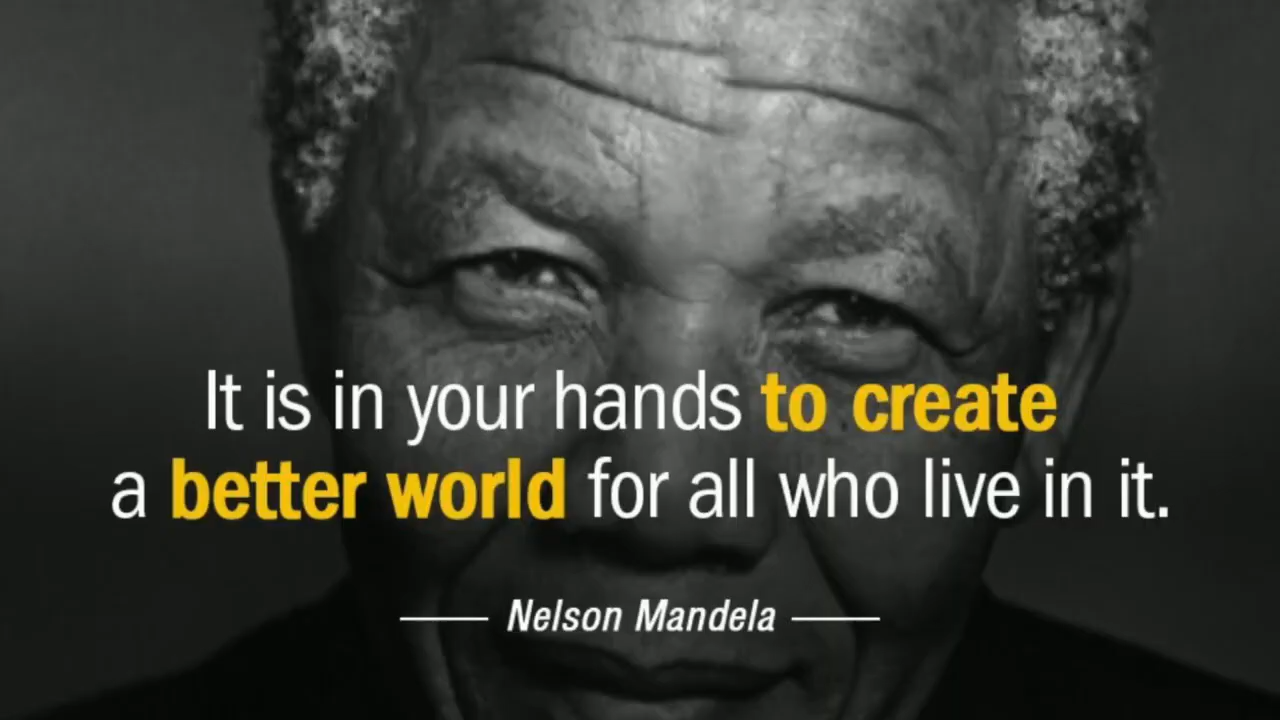 It is in your hands to create
a better world for all who live in it.
Nelson Mandela